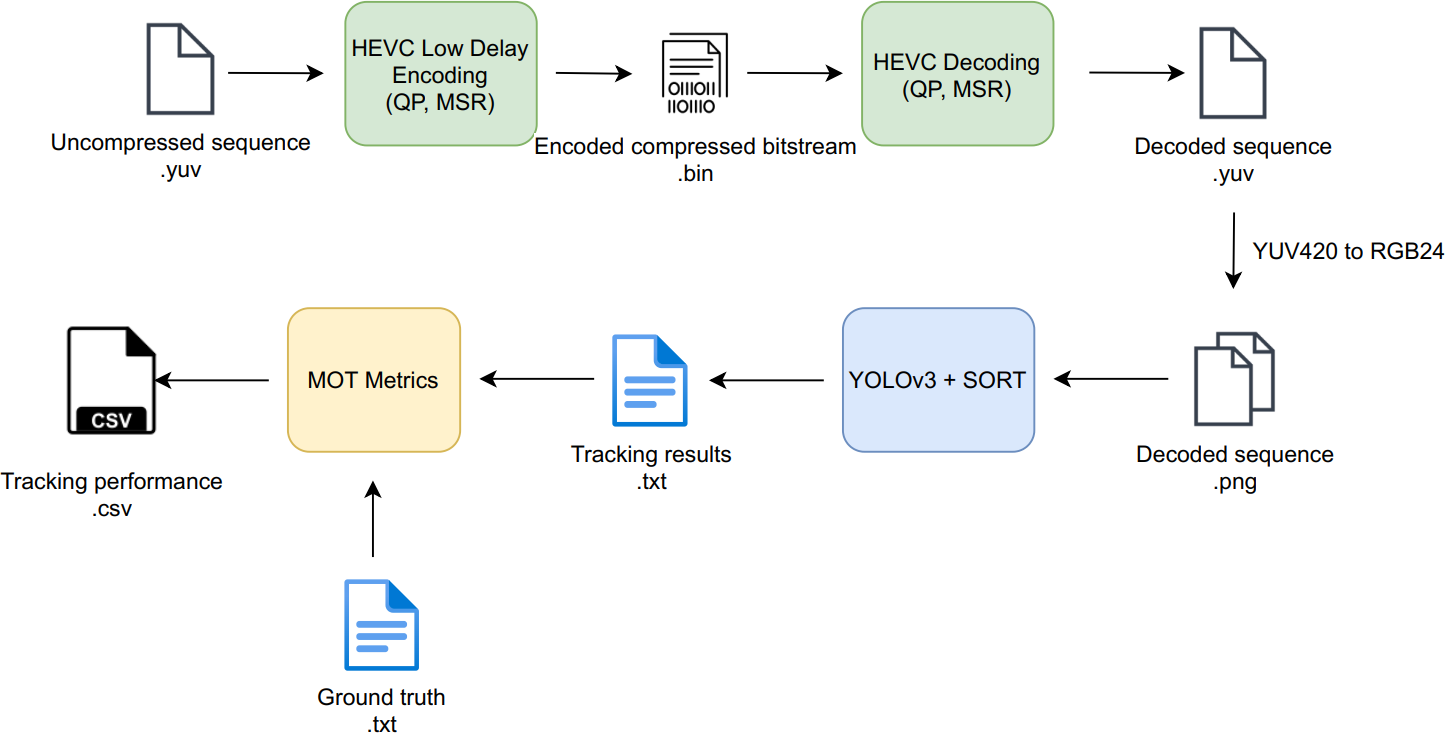 HEVC Low Delay
Encoding
(QP, MSR)
HEVC Decoding
(QP, MSR)
OIIOII
IIOIIIO
Uncompressed sequence
.yuv
Encoded compressed bitstream
.bin
Decoded sequence
.yuv
YUV420 to RGB24
MOT Metrics
YOLOv3 + SORT
CSV
Tracking performance
.csv
Tracking results
.txt
Decoded sequence
.png
Ground truth
.txt